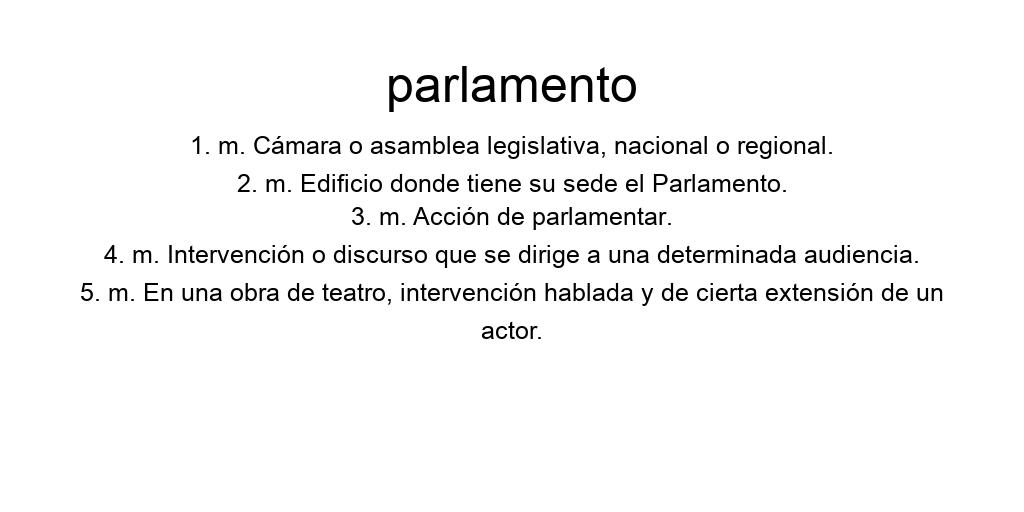 parlamento
1. m. Cámara o asamblea legislativa, nacional o regional.
2. m. Edificio donde tiene su sede el Parlamento.
3. m. Acción de parlamentar.
4. m. Intervención o discurso que se dirige a una determinada audiencia.
5. m. En una obra de teatro, intervención hablada y de cierta extensión de un
actor.